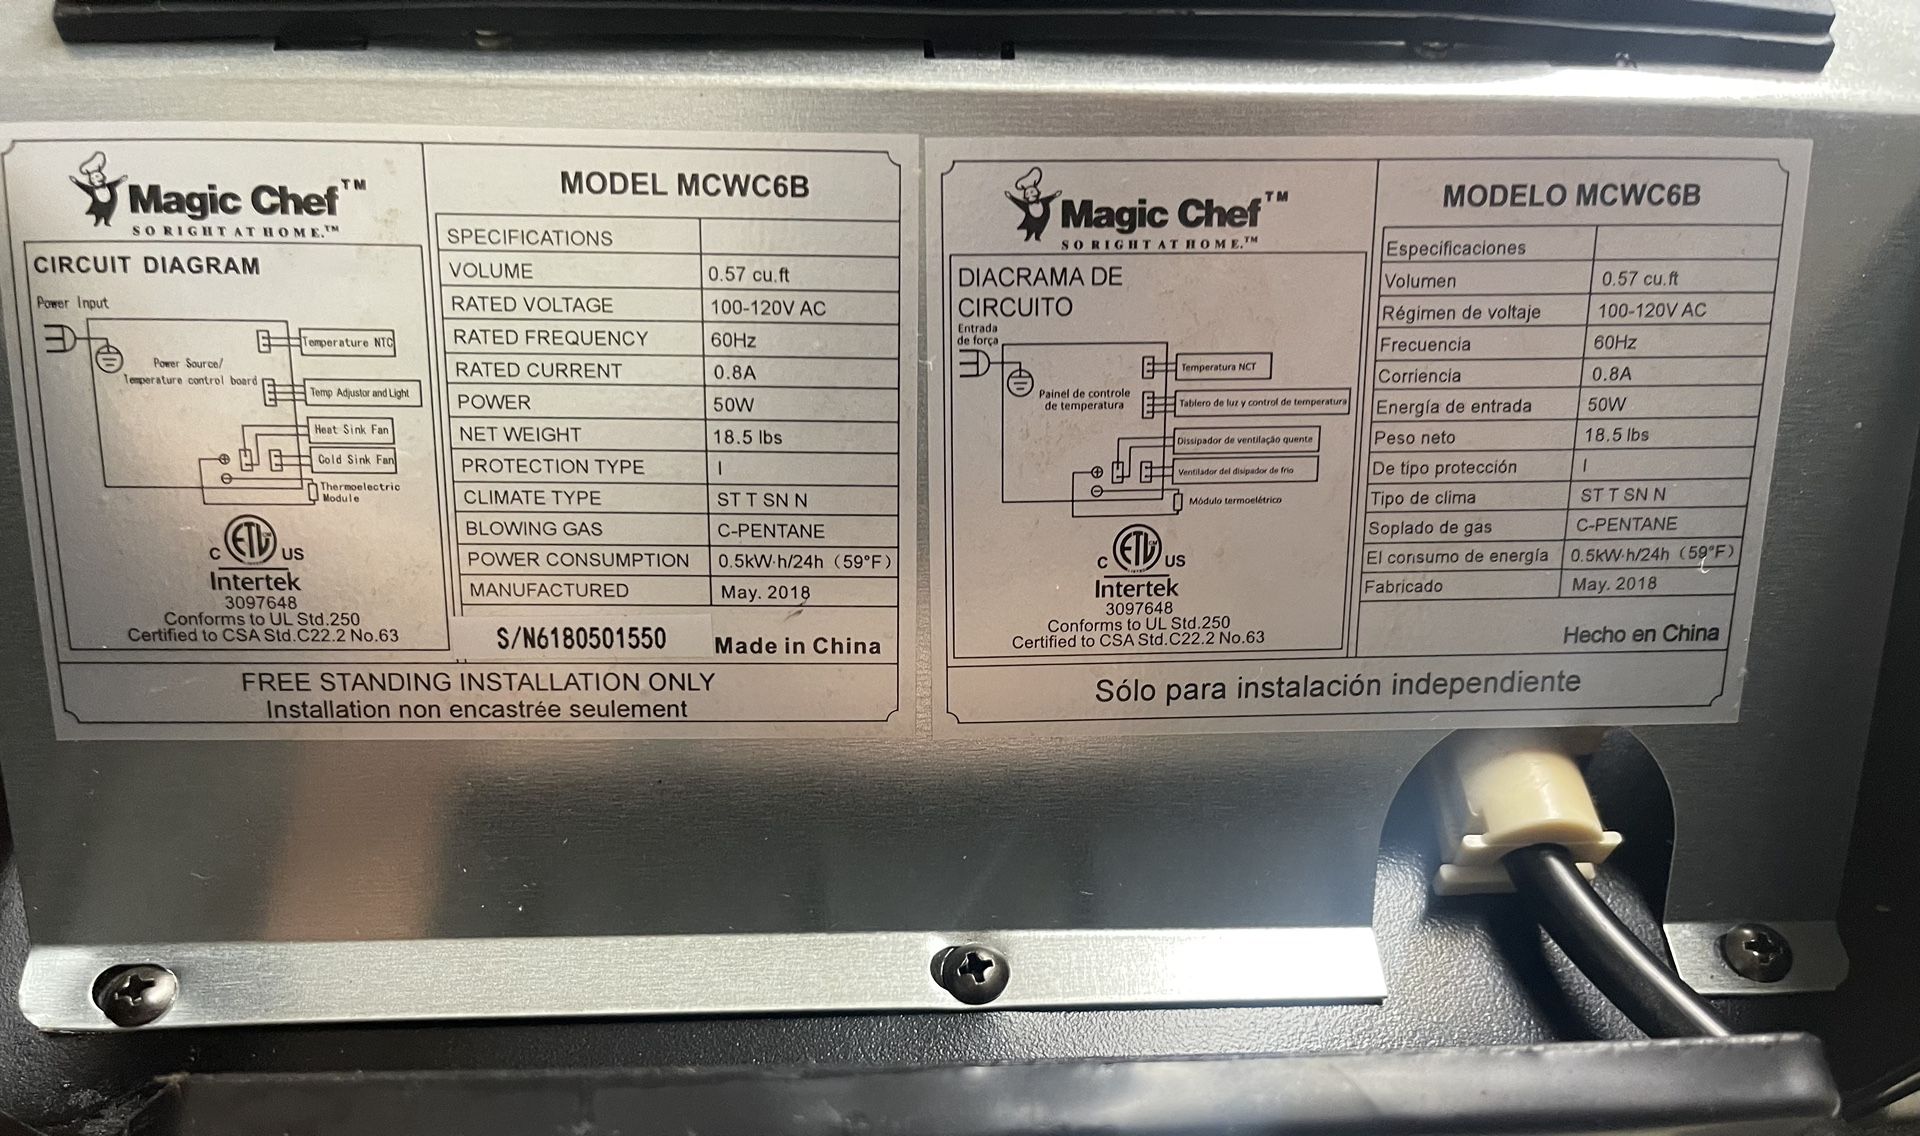 Magic Chef™
SO RIGHT AT HOME.™
CIRCUIT DIAGRAM
Power Input
Power Source/
Temperature control board
Temperature NTC
Temp Adjustor and Light
Heat Sink Fan
Cold Sink Fan
Thermoelectric
Module
C ETL US
Intertek
3097648
Conforms to UL Std.250
Certified to CSA Std.C22.2 No.63
MODEL MCWC6B
SPECIFICATIONS
VOLUME 0.57 cu.ft
RATED VOLTAGE 100-120V AC
RATED FREQUENCY 60Hz
RATED CURRENT 0.8A
POWER 50W
NET WEIGHT 18.5 lbs
PROTECTION TYPE I
CLIMATE TYPE ST T SN N
BLOWING GAS C-PENTANE
POWER CONSUMPTION 0.5kW·h/24h (59°F)
MANUFACTURED May. 2018
S/N6180501550 Made in China
FREE STANDING INSTALLATION ONLY
Installation non encastrée seulement
Magic Chef™
SO RIGHT AT HOME.™
DIACRAMA DE
CIRCUITO
Entrada
de força
Painel de controle
de temperatura
Temperatura NCT
Tablero de luz y control de temperatura
Dissipador de ventilação quente
Ventilador del disipador de frio
Módulo termoelétrico
C ETL US
Intertek
3097648
Conforms to UL Std.250
Certified to CSA Std.C22.2 No.63
MODELO MCWC6B
Especificaciones
Volumen 0.57 cu.ft
Régimen de voltaje 100-120V AC
Frecuencia 60Hz
Corriencia 0.8A
Energía de entrada 50W
Peso neto 18.5 lbs
De tipo protección I
Tipo de clima ST T SN N
Soplado de gas C-PENTANE
El consumo de energía 0.5kW·h/24h (59°F)
Fabricado May. 2018
Hecho en China
Sólo para instalación independiente